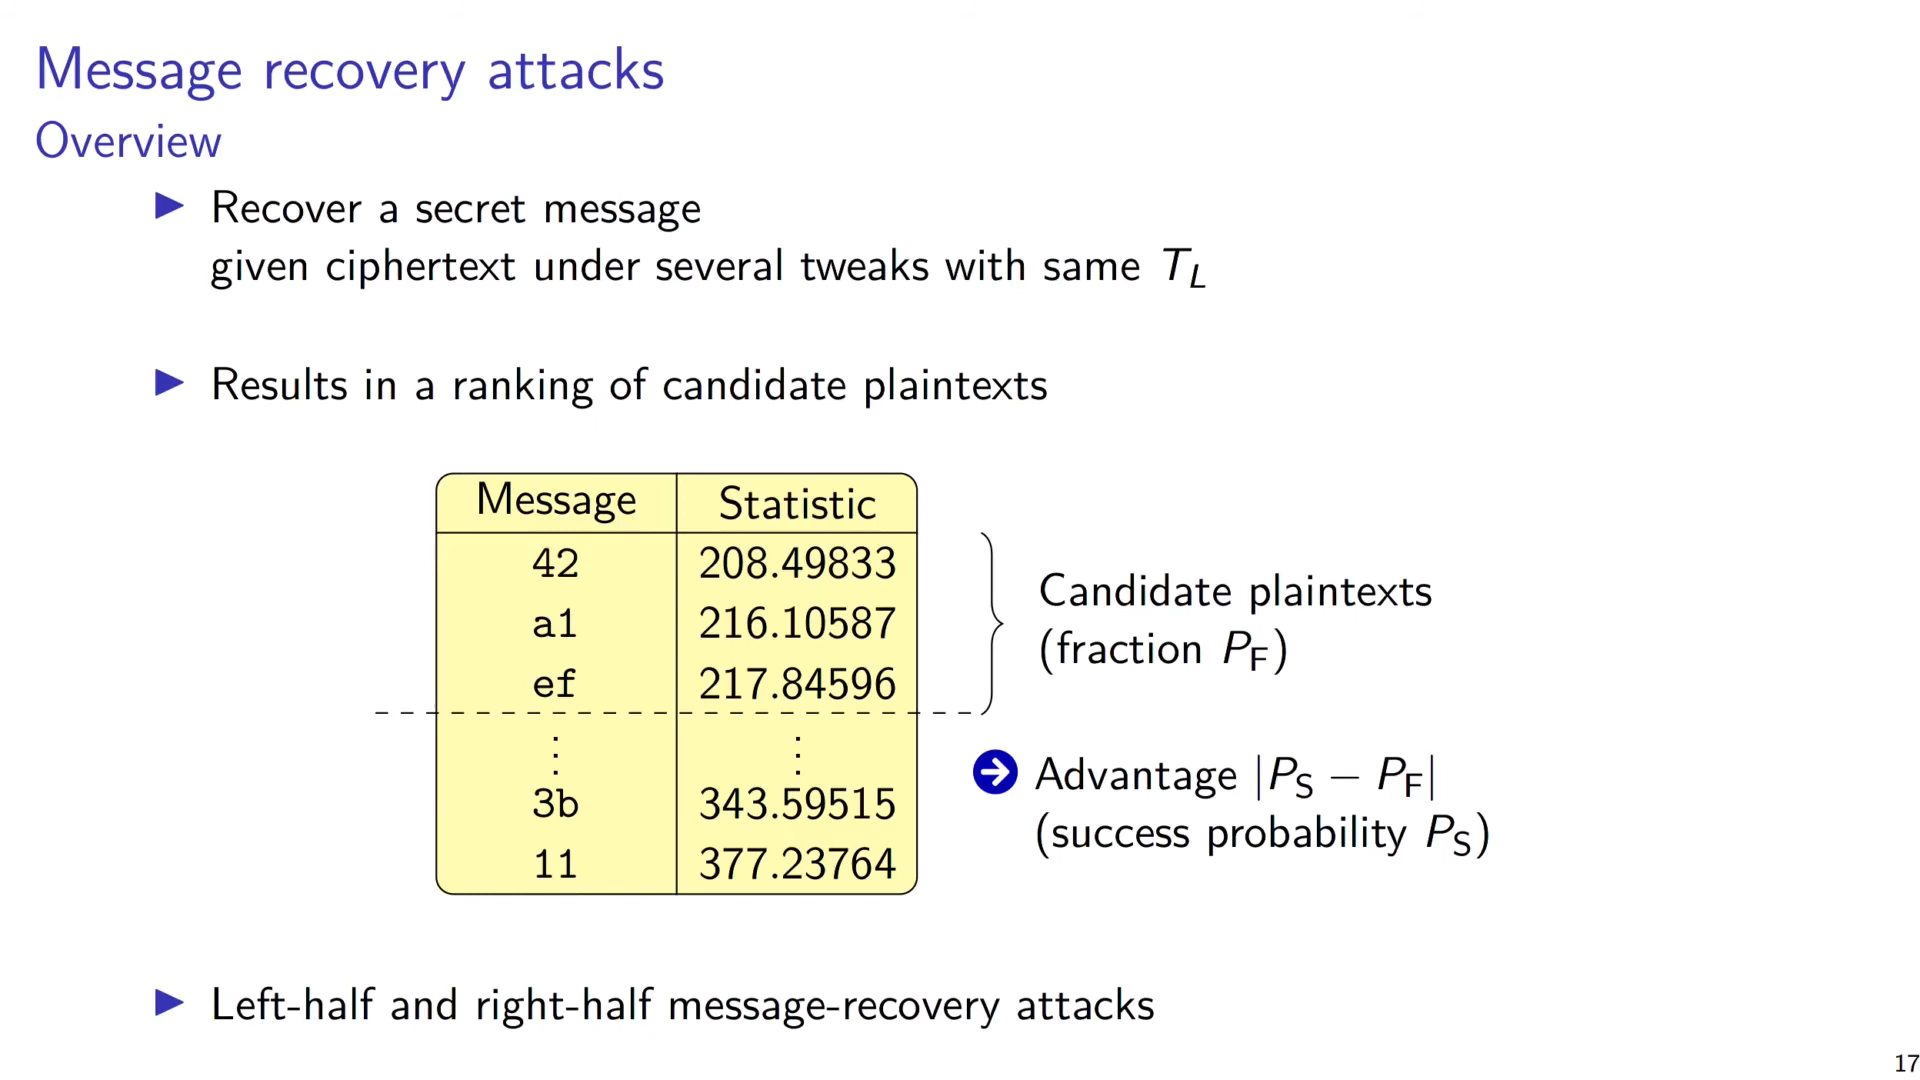 Message recovery attacks
Overview
▶ Recover a secret message
given ciphertext under several tweaks with same T_L
▶ Results in a ranking of candidate plaintexts
Message Statistic
42 208.49833
a1 216.10587
ef 217.84596
⋮ ⋮
3b 343.59515
11 377.23764
Candidate plaintexts
(fraction P_F)
Advantage |P_S − P_F|
(success probability P_S)
▶ Left-half and right-half message-recovery attacks
17